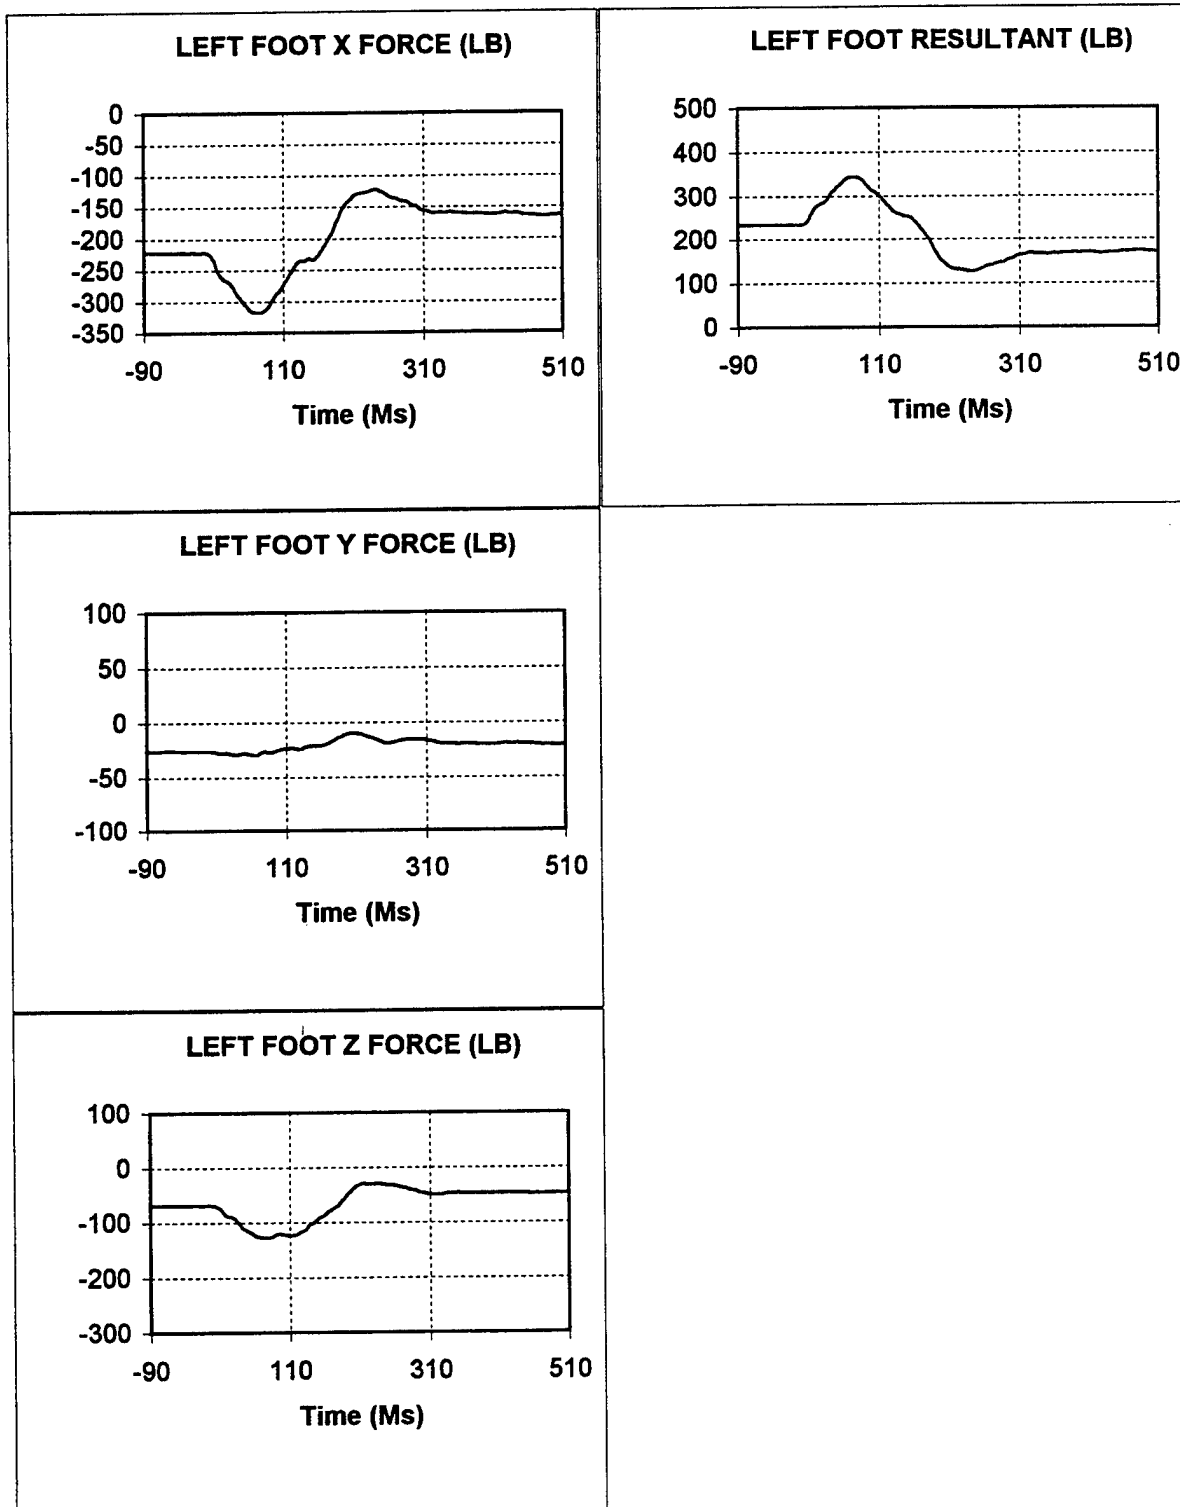 LEFT FOOT X FORCE (LB)
0
-50
-100
-150
-200
-250
-300
-350
-90 110 310 510
Time (Ms)
LEFT FOOT RESULTANT (LB)
500
400
300
200
100
0
-90 110 310 510
Time (Ms)
LEFT FOOT Y FORCE (LB)
100
50
0
-50
-100
-90 110 310 510
Time (Ms)
LEFT FOOT Z FORCE (LB)
100
0
-100
-200
-300
-90 110 310 510
Time (Ms)